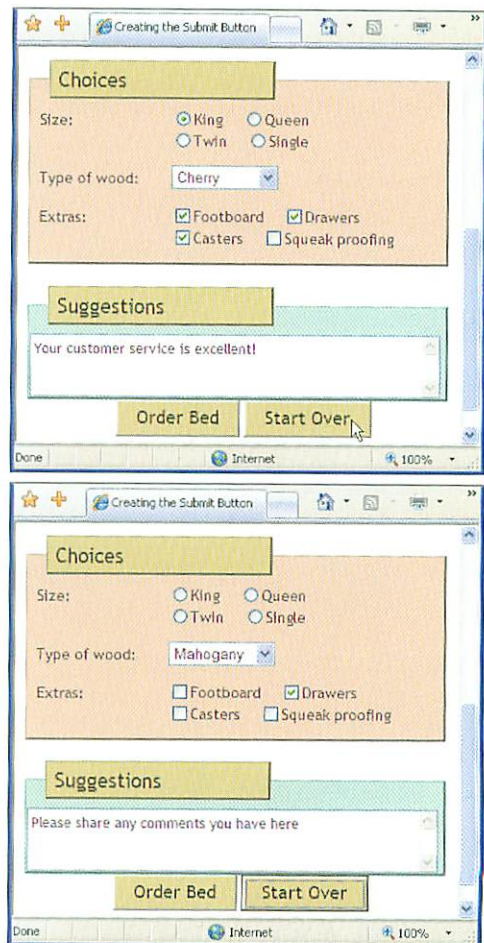 Creating the Submit Button
Choices
Size: King Queen
Twin Single
Type of wood: Cherry
Extras: Footboard Drawers
Casters Squeak proofing
Suggestions
Your customer service is excellent!
Order Bed Start Over
Done Internet 100%
Creating the Submit Button
Choices
Size: King Queen
Twin Single
Type of wood: Mahogany
Extras: Footboard Drawers
Casters Squeak proofing
Suggestions
Please share any comments you have here
Order Bed Start Over
Done Internet 100%